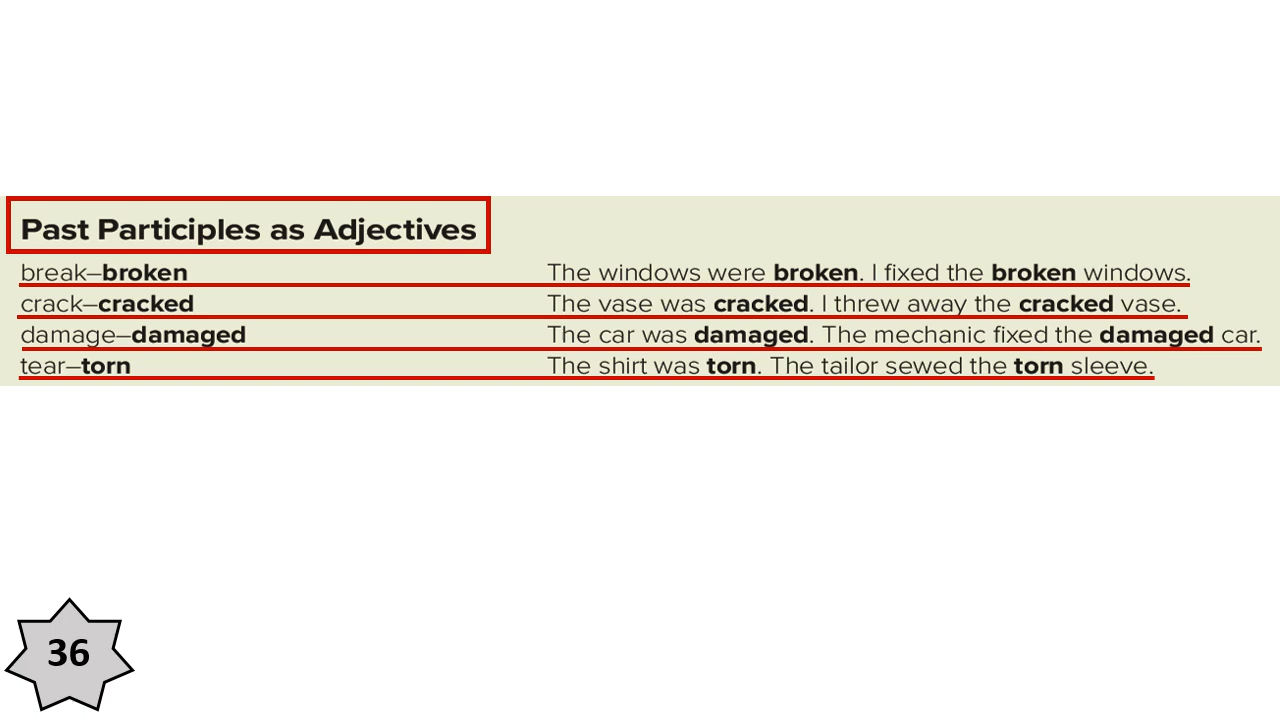 Past Participles as Adjectives
break–broken The windows were broken. I fixed the broken windows.
crack–cracked The vase was cracked. I threw away the cracked vase.
damage–damaged The car was damaged. The mechanic fixed the damaged car.
tear–torn The shirt was torn. The tailor sewed the torn sleeve.
36